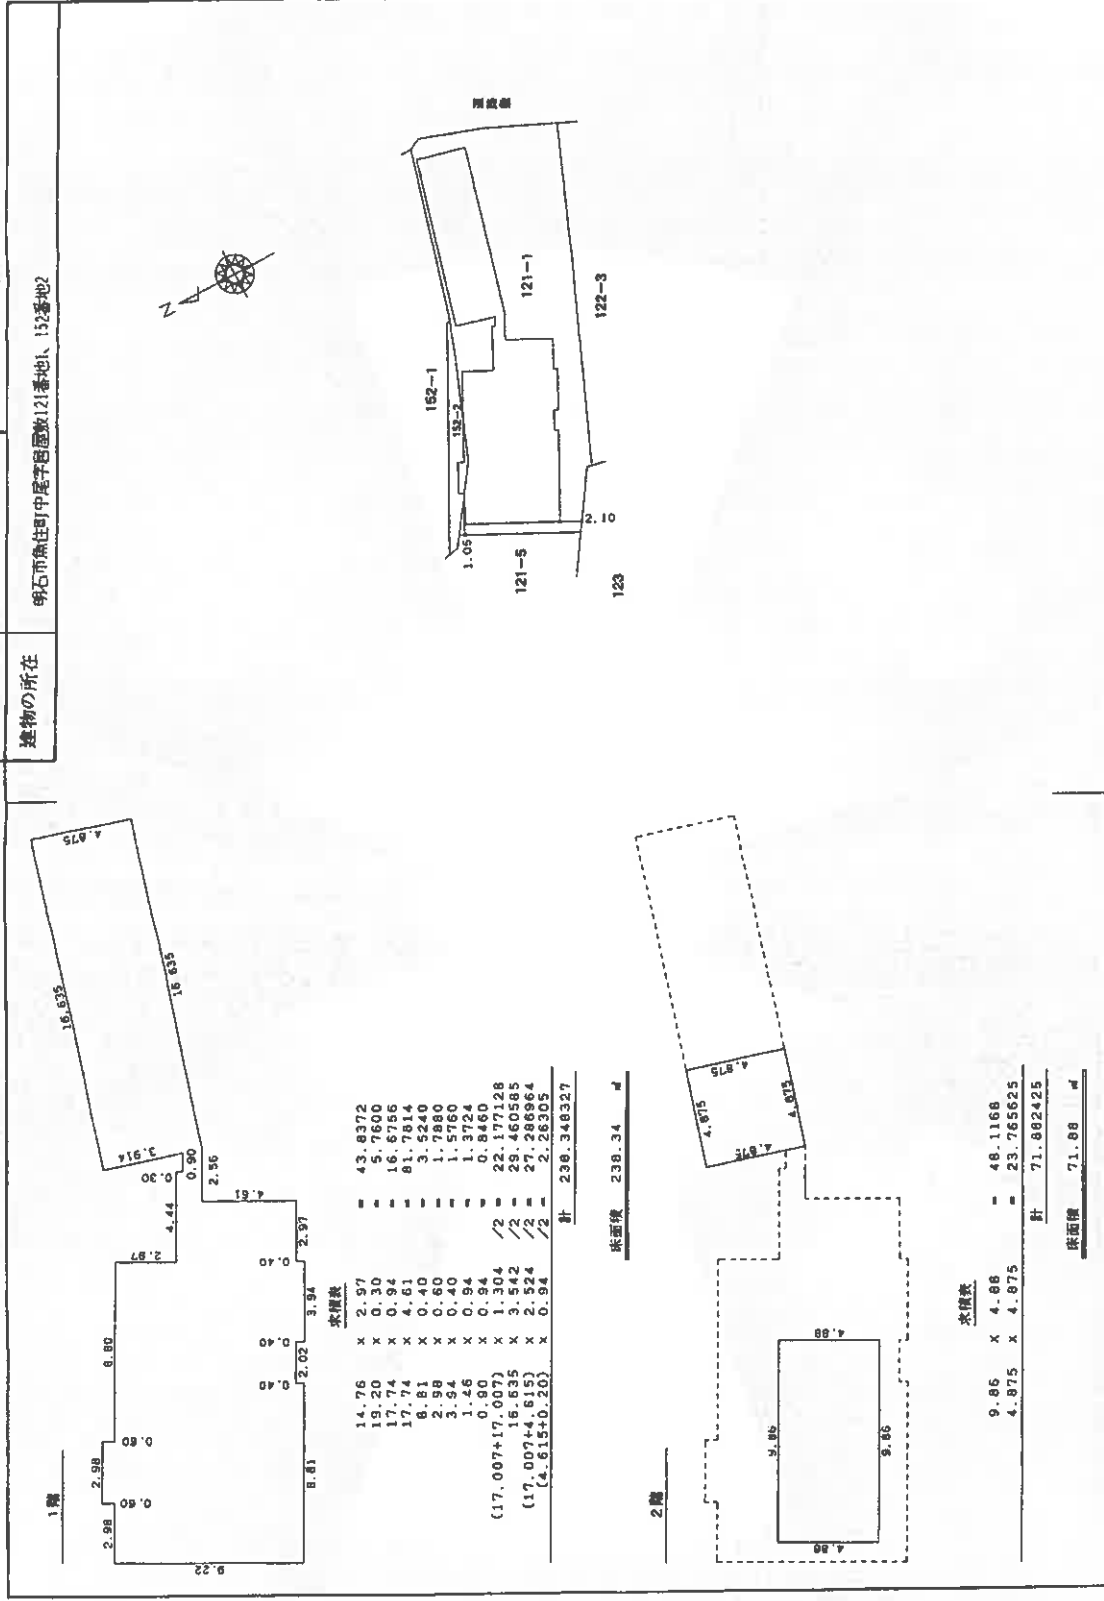 建物の所在
明石市魚住町中尾字居屋敷121番地1、152番地2
1階
2.98
0.60
2.98
0.60
8.80
2.97
4.44
0.30
0.90
3.914
16.635
4.875
16.635
2.56
4.61
2.97
0.40
3.94
0.40
2.02
0.40
8.81
9.22
求積表
14.76 x 2.97 = 43.8372
19.20 x 0.30 = 5.7600
17.74 x 0.94 = 16.6756
17.74 x 4.61 = 81.7814
8.81 x 0.40 = 3.5240
2.98 x 0.60 = 1.7880
3.94 x 0.40 = 1.5760
1.46 x 0.94 = 1.3724
0.90 x 0.94 = 0.8460
(17.007+17.007) x 1.304 /2 = 22.177128
16.635 x 3.542 /2 = 29.460585
(17.007+4.615) x 2.524 /2 = 27.286964
(4.615+0.20) x 0.94 /2 = 2.26305
計 238.348327
床面積 238.34 ㎡
2階
9.86
4.88
9.86
4.88
4.875
4.875
4.875
4.875
求積表
9.86 x 4.88 = 48.1168
4.875 x 4.875 = 23.765625
計 71.882425
床面積 71.88 ㎡
N
152-1
152-2
121-1
122-3
121-5
123
1.05
2.10